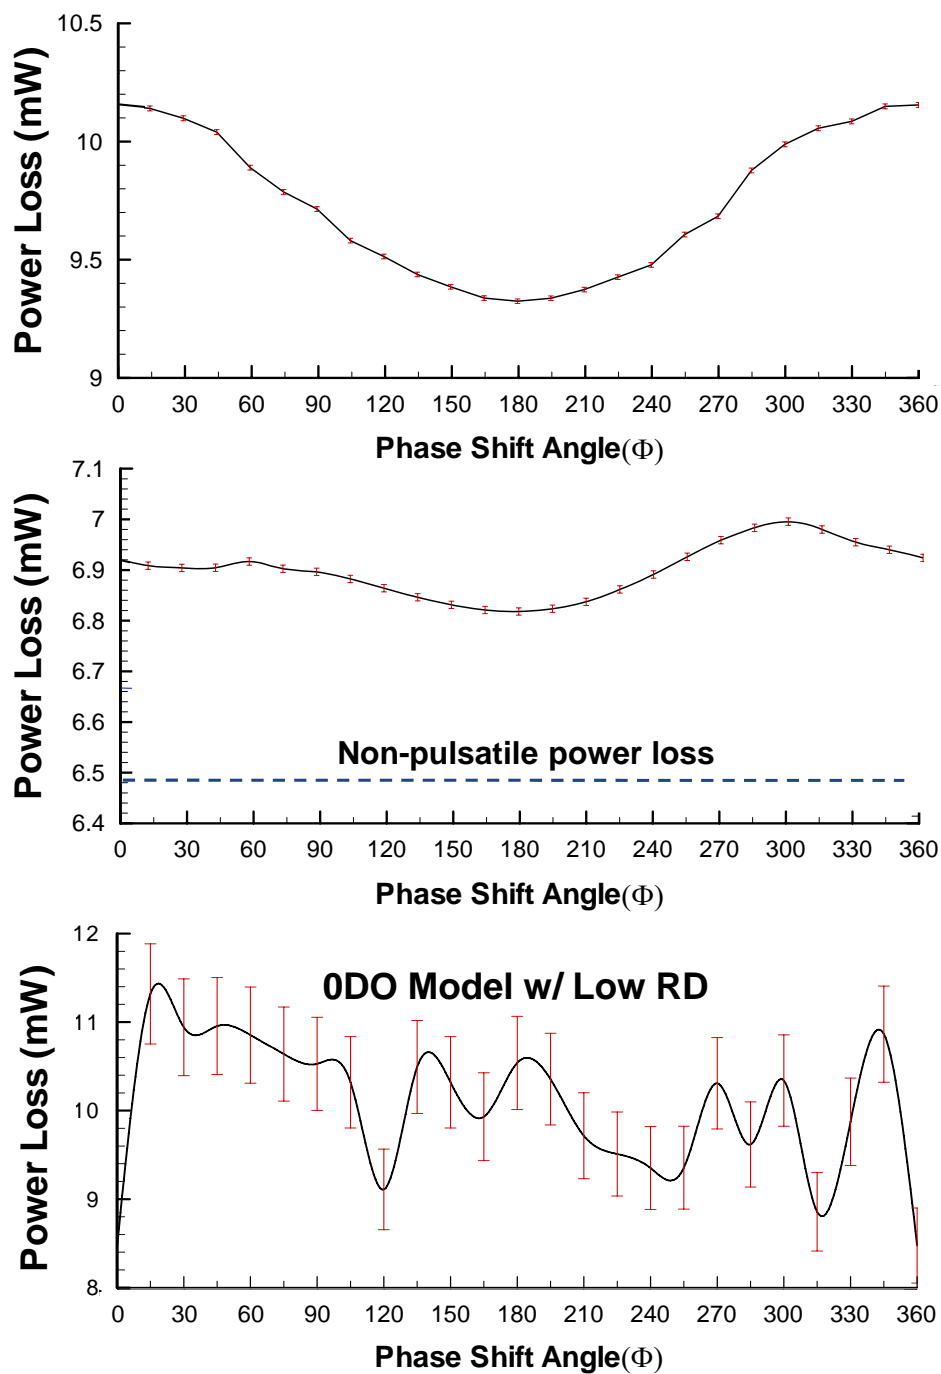 10.5
10
9.5
9
Power Loss (mW)
0 30 60 90 120 150 180 210 240 270 300 330 360
Phase Shift Angle(Φ)
7.1
7
6.9
6.8
6.7
6.6
6.5
6.4
Power Loss (mW)
Non-pulsatile power loss
0 30 60 90 120 150 180 210 240 270 300 330 360
Phase Shift Angle(Φ)
12
11
10
9
8
Power Loss (mW)
0DO Model w/ Low RD
0 30 60 90 120 150 180 210 240 270 300 330 360
Phase Shift Angle(Φ)